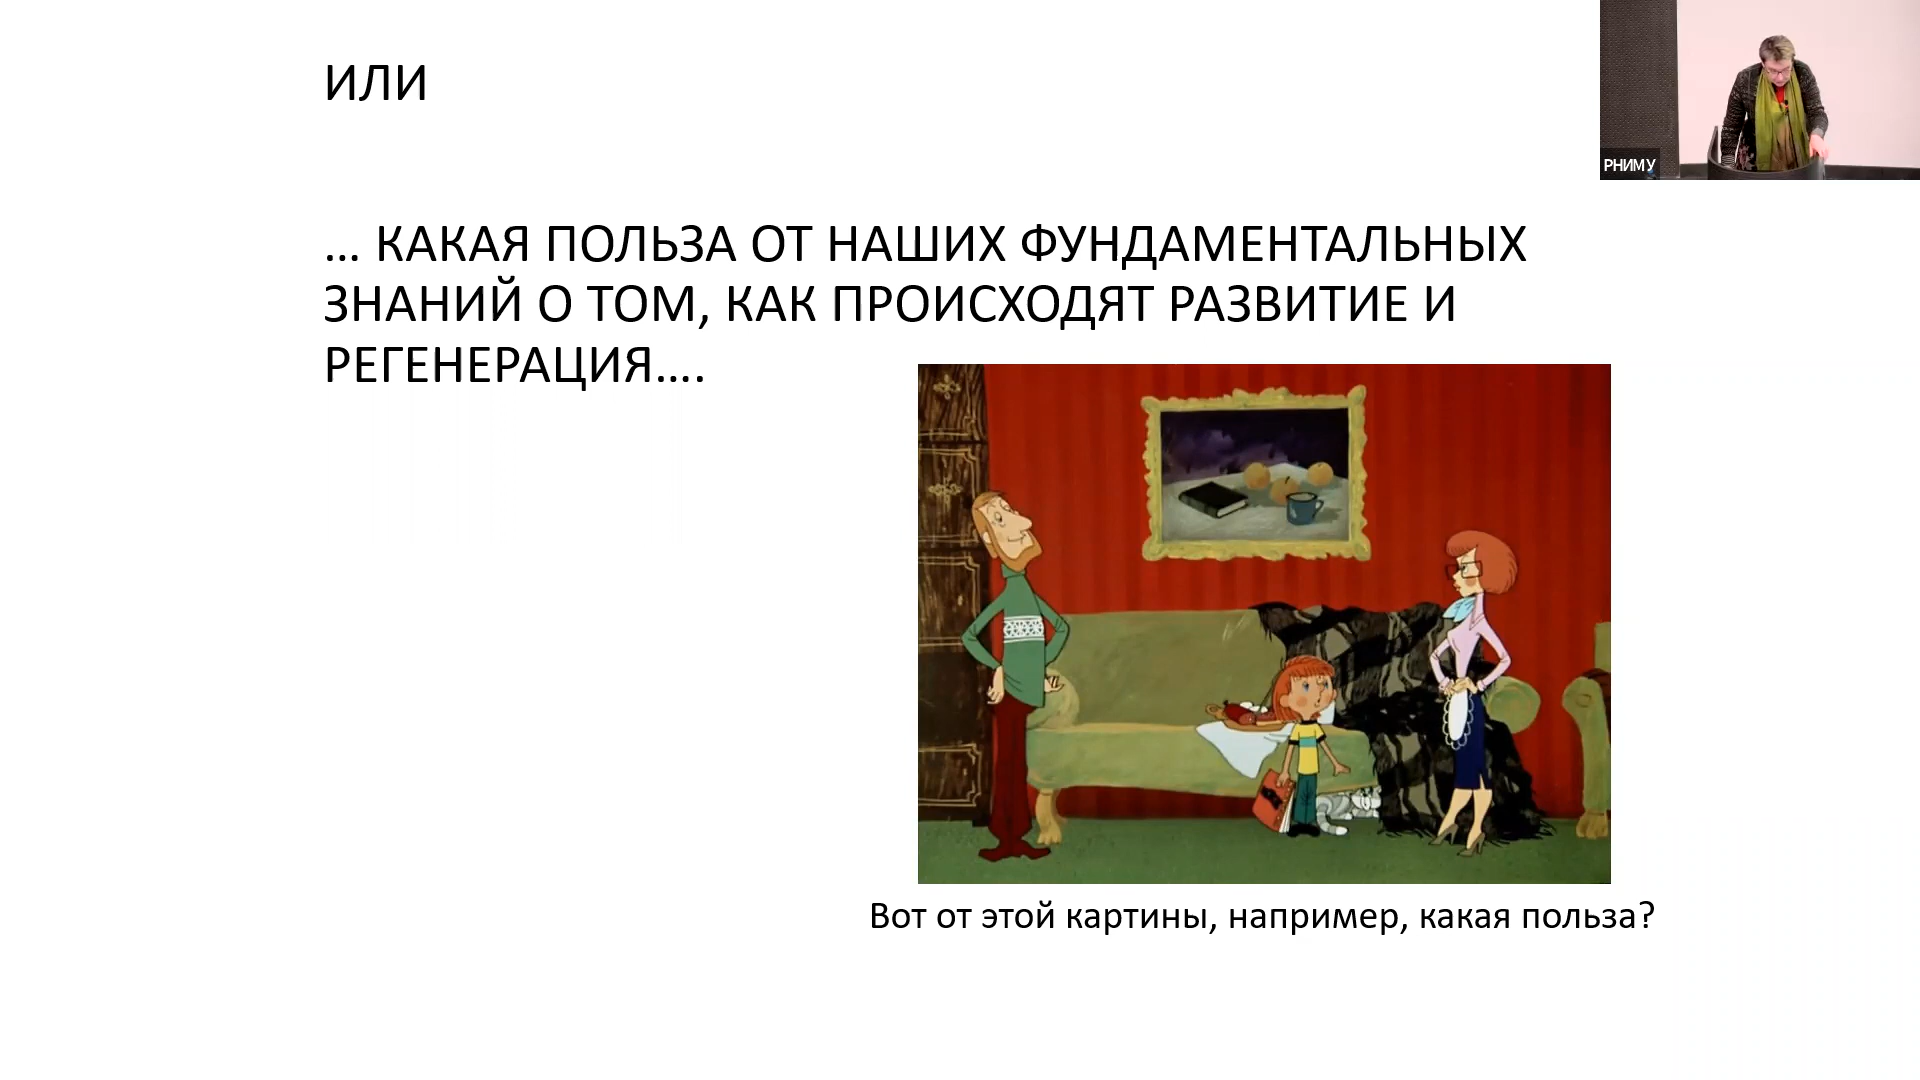 ИЛИ
РНИМУ
... КАКАЯ ПОЛЬЗА ОТ НАШИХ ФУНДАМЕНТАЛЬНЫХ
ЗНАНИЙ О ТОМ, КАК ПРОИСХОДЯТ РАЗВИТИЕ И
РЕГЕНЕРАЦИЯ....
Вот от этой картины, например, какая польза?